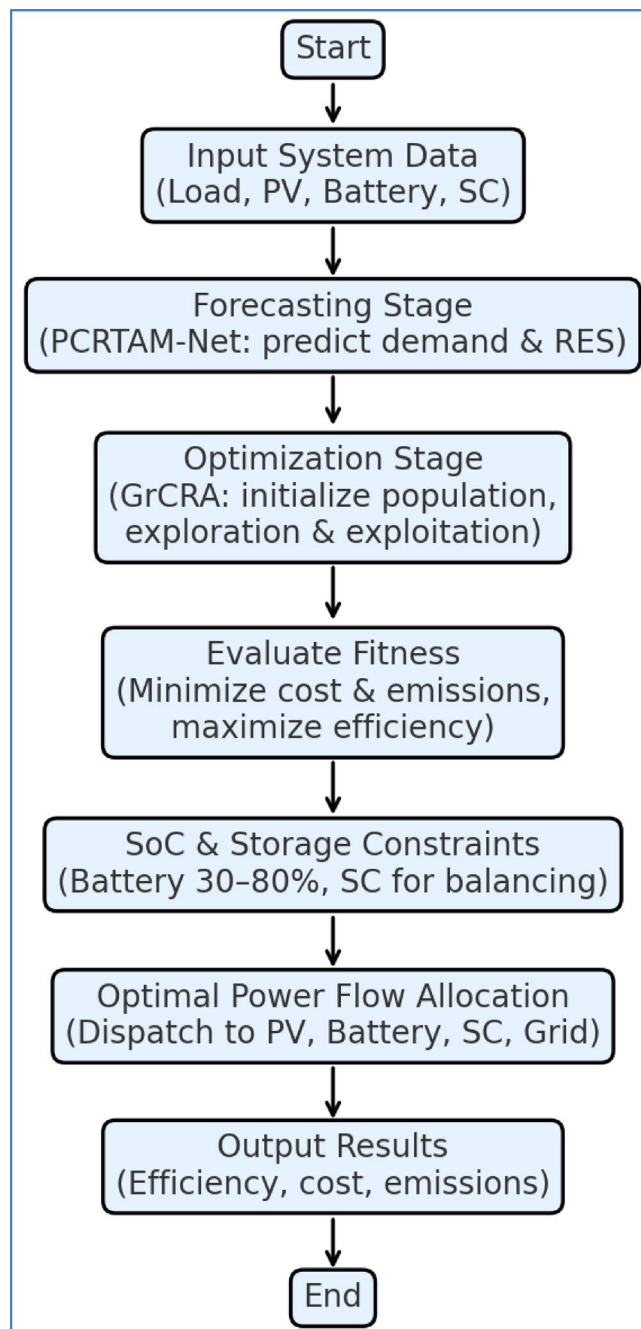 Start
Input System Data
(Load, PV, Battery, SC)
Forecasting Stage
(PCRTAM-Net: predict demand & RES)
Optimization Stage
(GrCRA: initialize population,
exploration & exploitation)
Evaluate Fitness
(Minimize cost & emissions,
maximize efficiency)
SoC & Storage Constraints
(Battery 30–80%, SC for balancing)
Optimal Power Flow Allocation
(Dispatch to PV, Battery, SC, Grid)
Output Results
(Efficiency, cost, emissions)
End